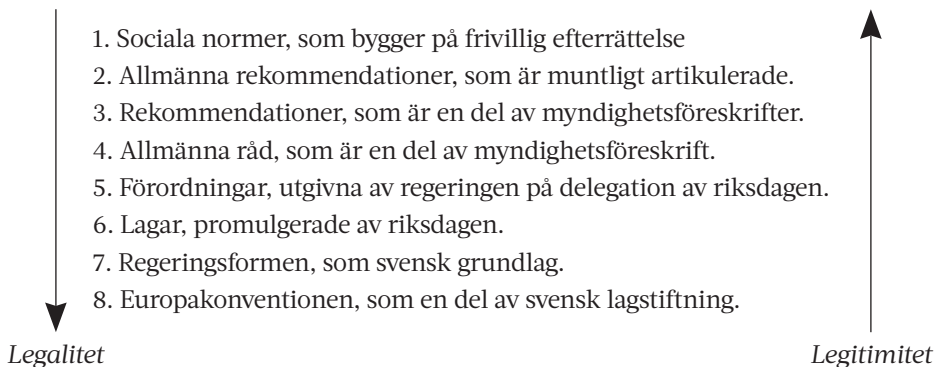 1. Sociala normer, som bygger på frivillig efterrättelse
2. Allmänna rekommendationer, som är muntligt artikulerade.
3. Rekommendationer, som är en del av myndighetsföreskrifter.
4. Allmänna råd, som är en del av myndighetsföreskrift.
5. Förordningar, utgivna av regeringen på delegation av riksdagen.
6. Lagar, promulgerade av riksdagen.
7. Regeringsformen, som svensk grundlag.
8. Europakonventionen, som en del av svensk lagstiftning.
Legalitet Legitimitet